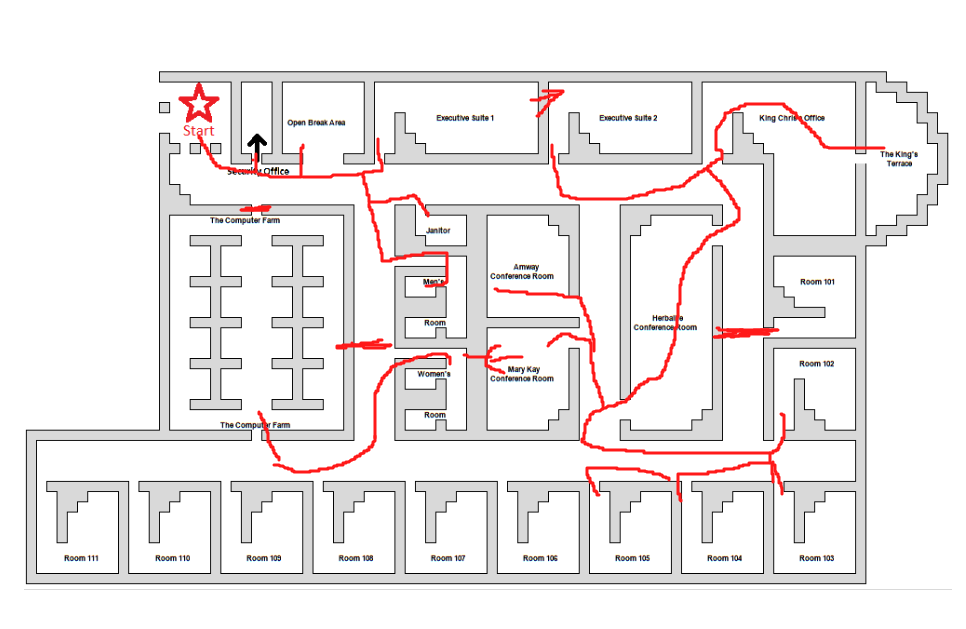 Start
Open Break Area
Executive Suite 1
Executive Suite 2
King Chris's Office
The King's
Terrace
Security Office
The Computer Farm
Janitor
Amway
Conference Room
Men's
Room
Herbalife
Conference Room
Room 101
Women's
Room
Mary Kay
Conference Room
Room 102
The Computer Farm
Room 111
Room 110
Room 109
Room 108
Room 107
Room 106
Room 105
Room 104
Room 103